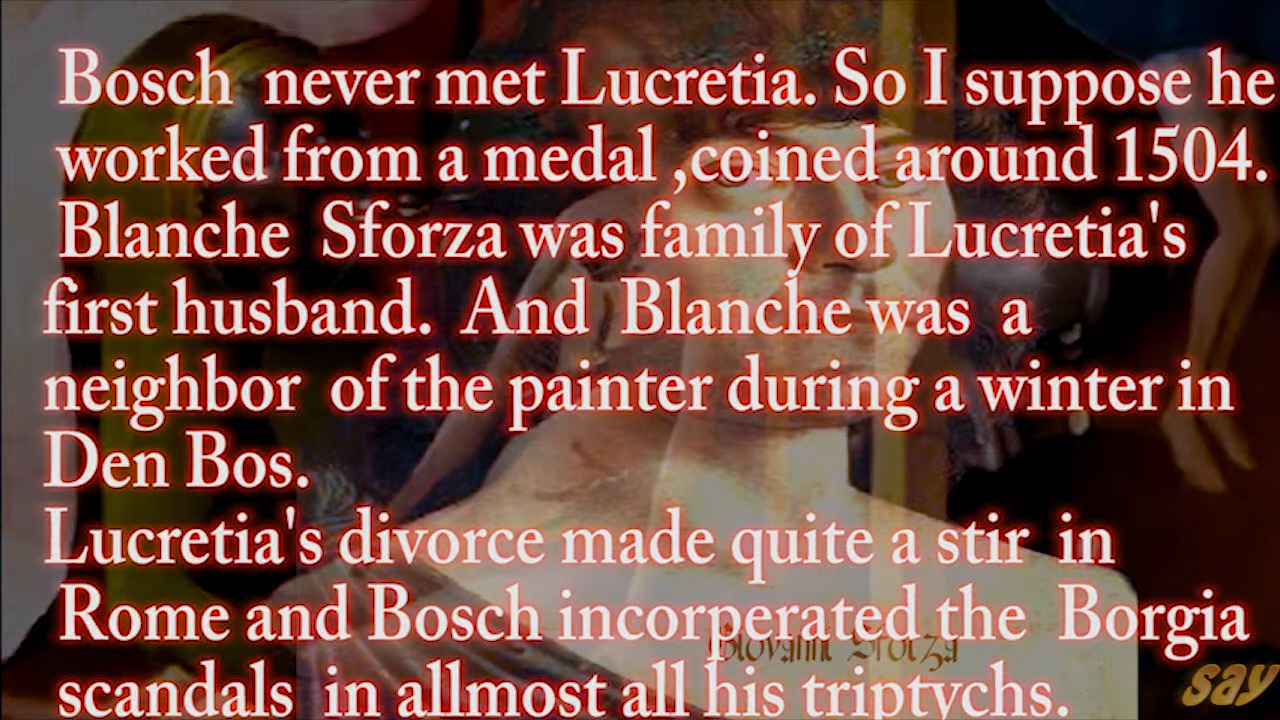 Bosch never met Lucretia. So I suppose he
worked from a medal ,coined around 1504.
Blanche Sforza was family of Lucretia's
first husband. And Blanche was a
neighbor of the painter during a winter in
Den Bos.
Lucretia's divorce made quite a stir in
Rome and Bosch incorperated the Borgia
Giovanni Sforza
scandals in allmost all his triptychs.
say